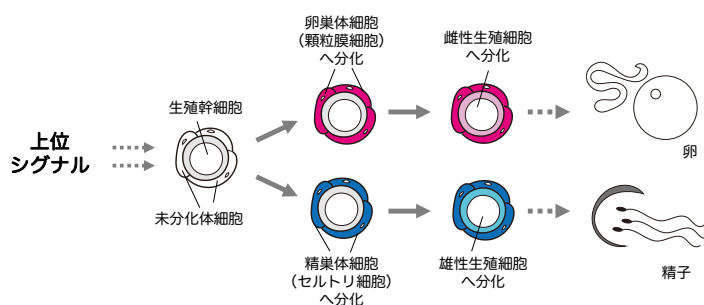 卵巣体細胞
（顆粒膜細胞）
へ分化
雌性生殖細胞
へ分化
生殖幹細胞
上位
シグナル
卵
未分化体細胞
精巣体細胞
（セルトリ細胞）
へ分化
雄性生殖細胞
へ分化
精子